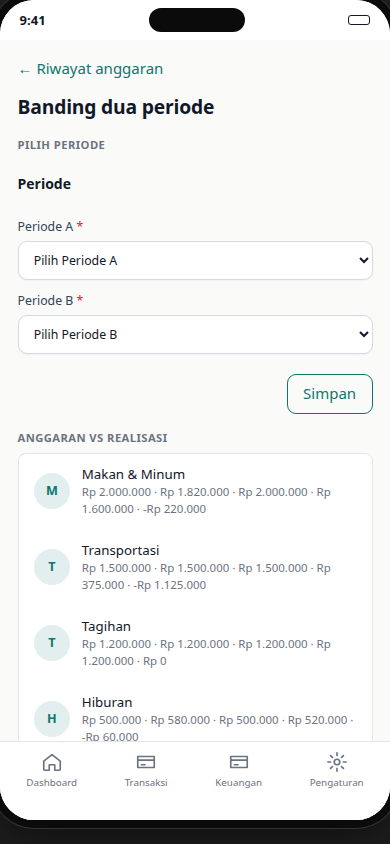 9:41
← Riwayat anggaran
Banding dua periode
PILIH PERIODE
Periode
Periode A *
Pilih Periode A
Periode B *
Pilih Periode B
Simpan
ANGGARAN VS REALISASI
M
Makan & Minum
Rp 2.000.000 · Rp 1.820.000 · Rp 2.000.000 · Rp
1.600.000 · -Rp 220.000
T
Transportasi
Rp 1.500.000 · Rp 1.500.000 · Rp 1.500.000 · Rp
375.000 · -Rp 1.125.000
T
Tagihan
Rp 1.200.000 · Rp 1.200.000 · Rp 1.200.000 · Rp
1.200.000 · Rp 0
H
Hiburan
Rp 500.000 · Rp 580.000 · Rp 500.000 · Rp 520.000 ·
-Rp 60.000
Dashboard
Transaksi
Keuangan
Pengaturan